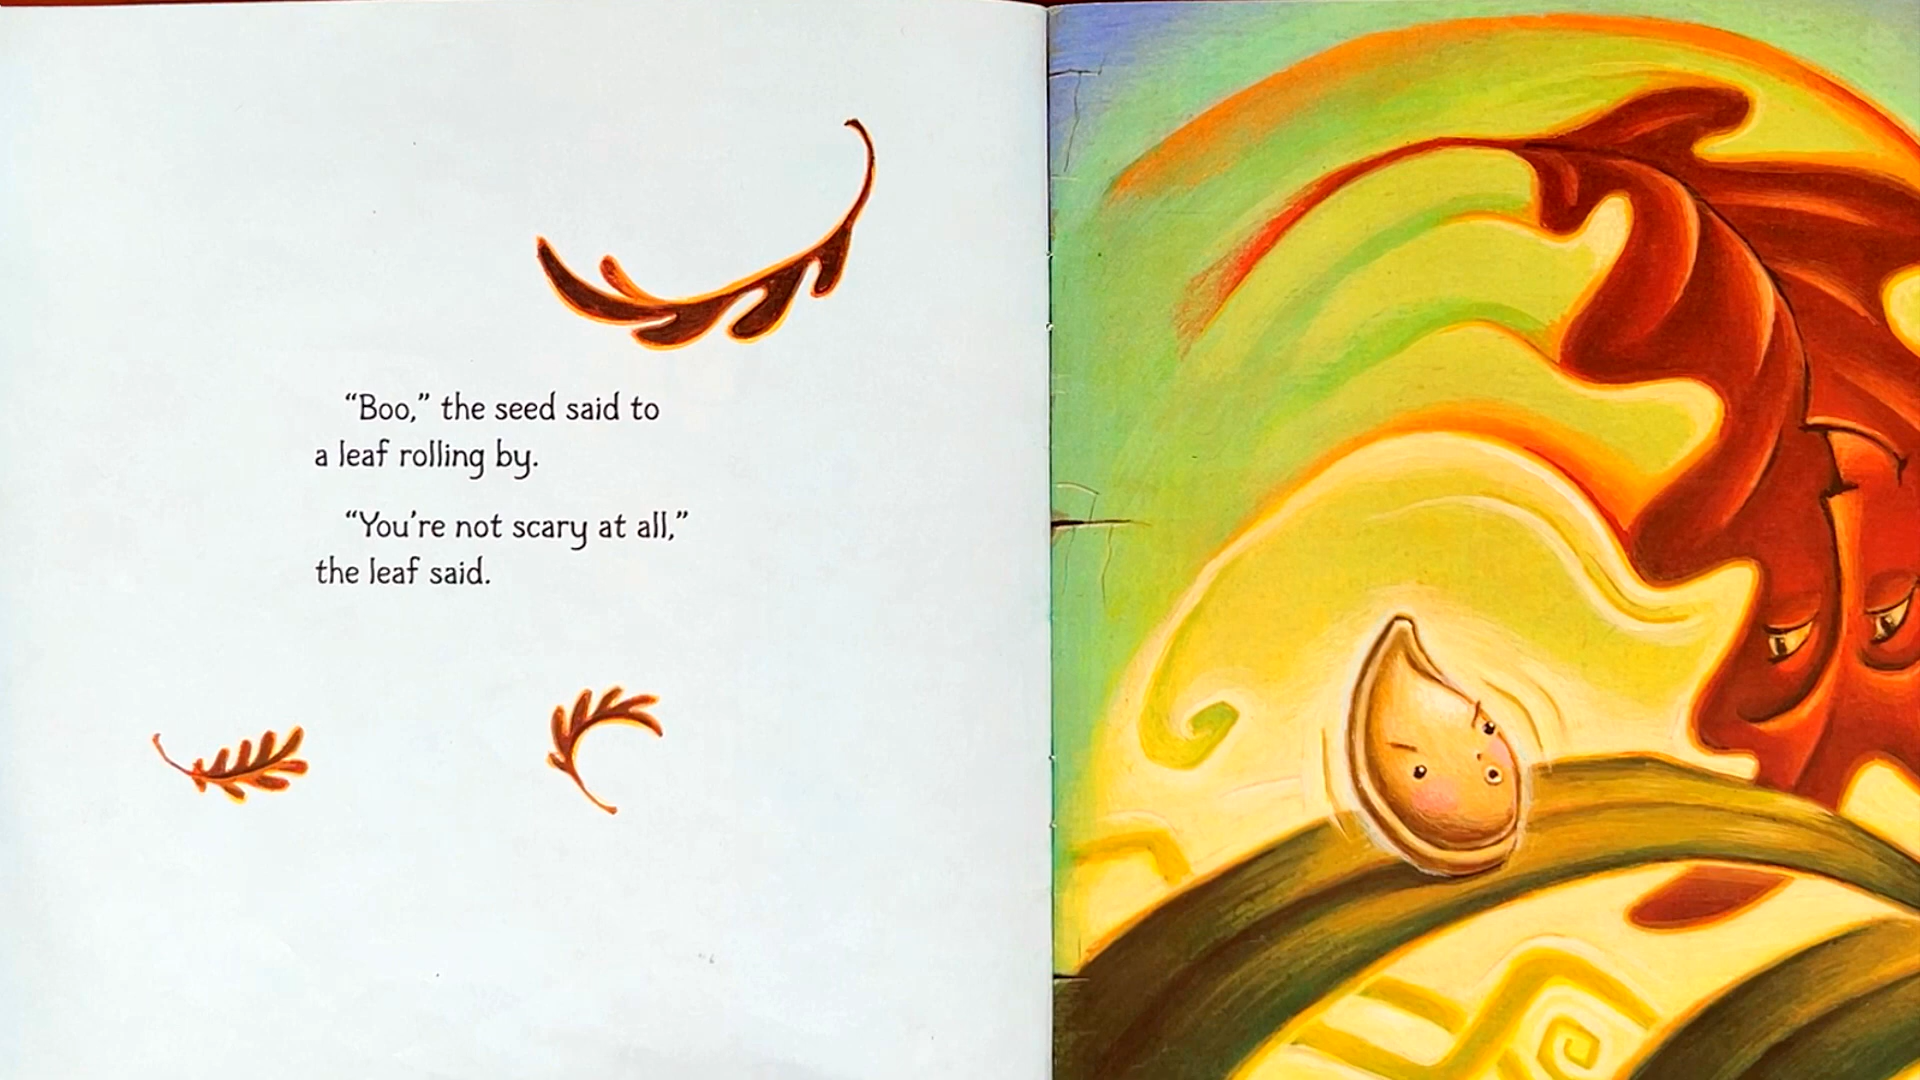 “Boo,” the seed said to
a leaf rolling by.
“You’re not scary at all,”
the leaf said.